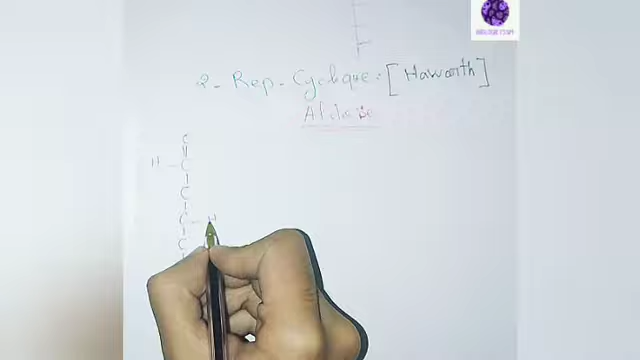 2 - Rep. Cyclique : [Haworth]
Aldose
C
H - C
C
C - H
C